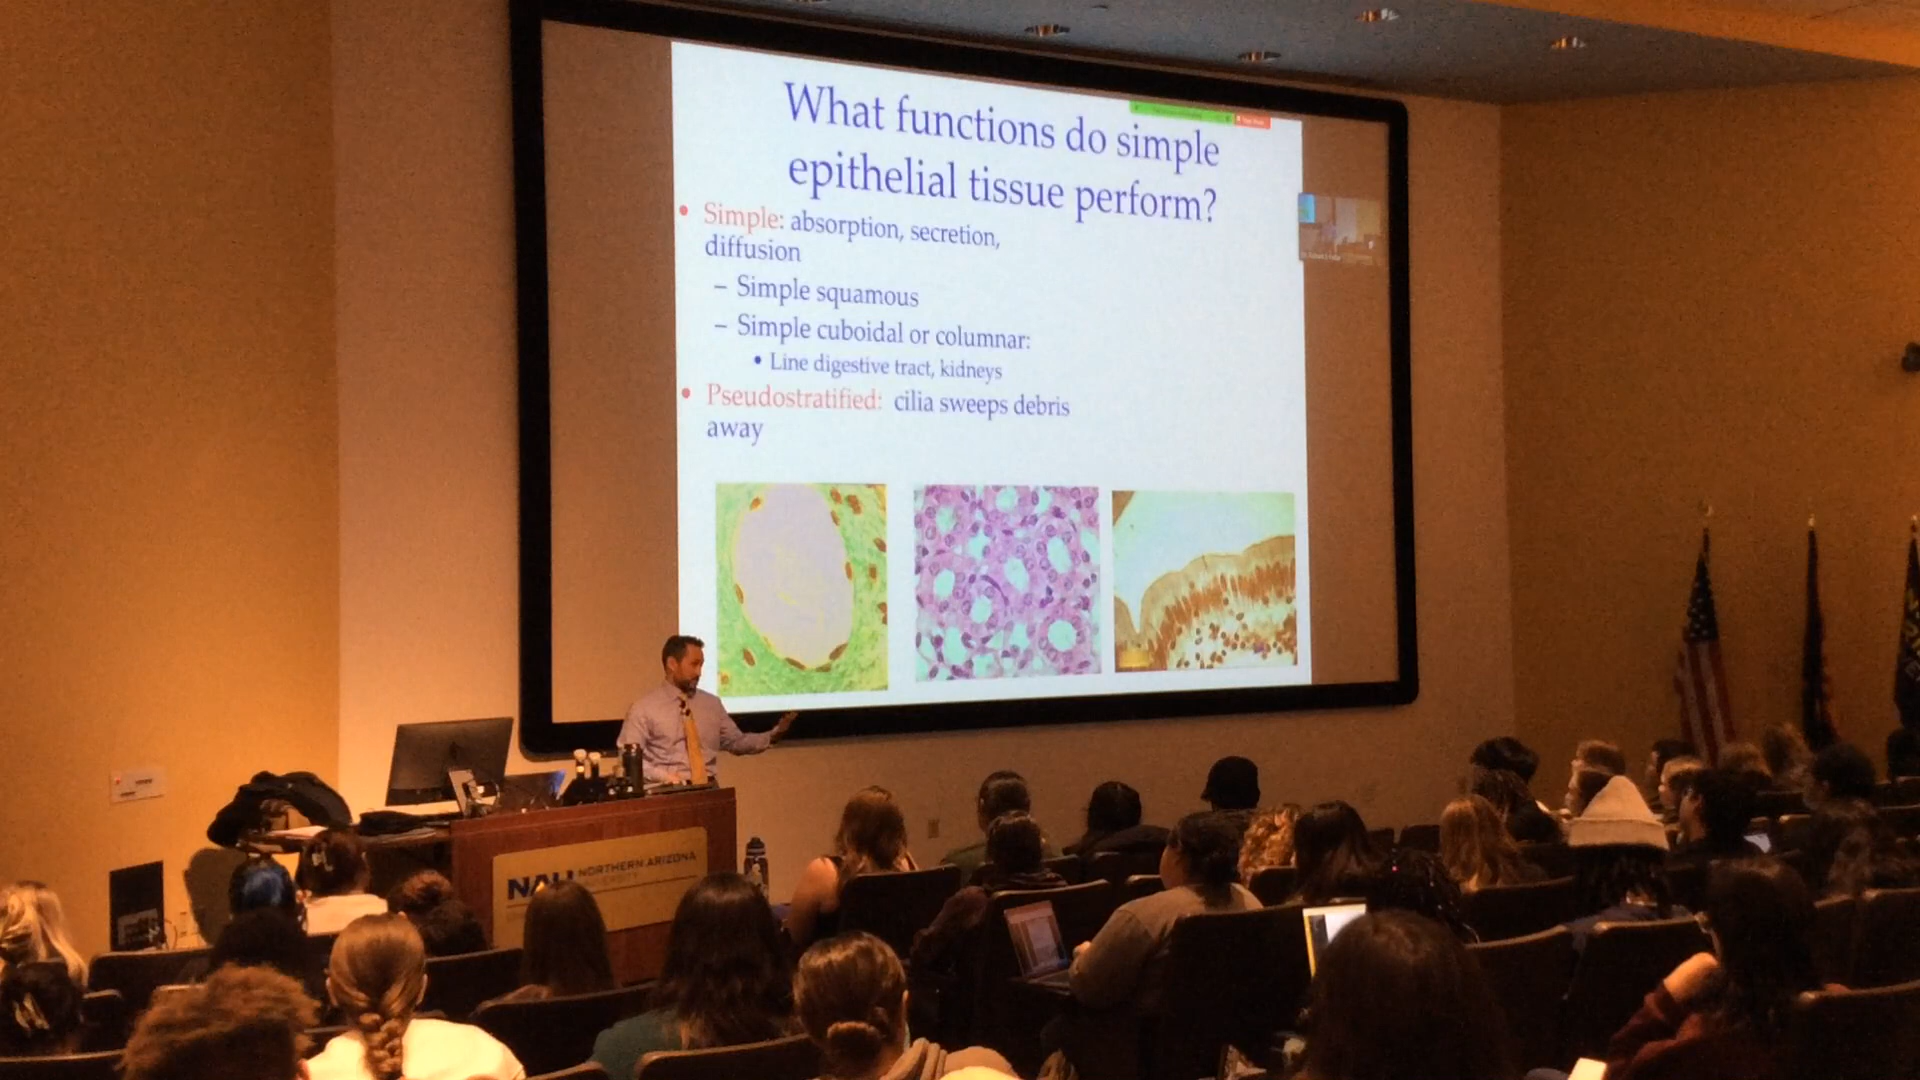 What functions do simple
epithelial tissue perform?
• Simple: absorption, secretion,
diffusion
– Simple squamous
– Simple cuboidal or columnar:
• Line digestive tract, kidneys
• Pseudostratified: cilia sweeps debris
away
NAU NORTHERN ARIZONA
UNIVERSITY